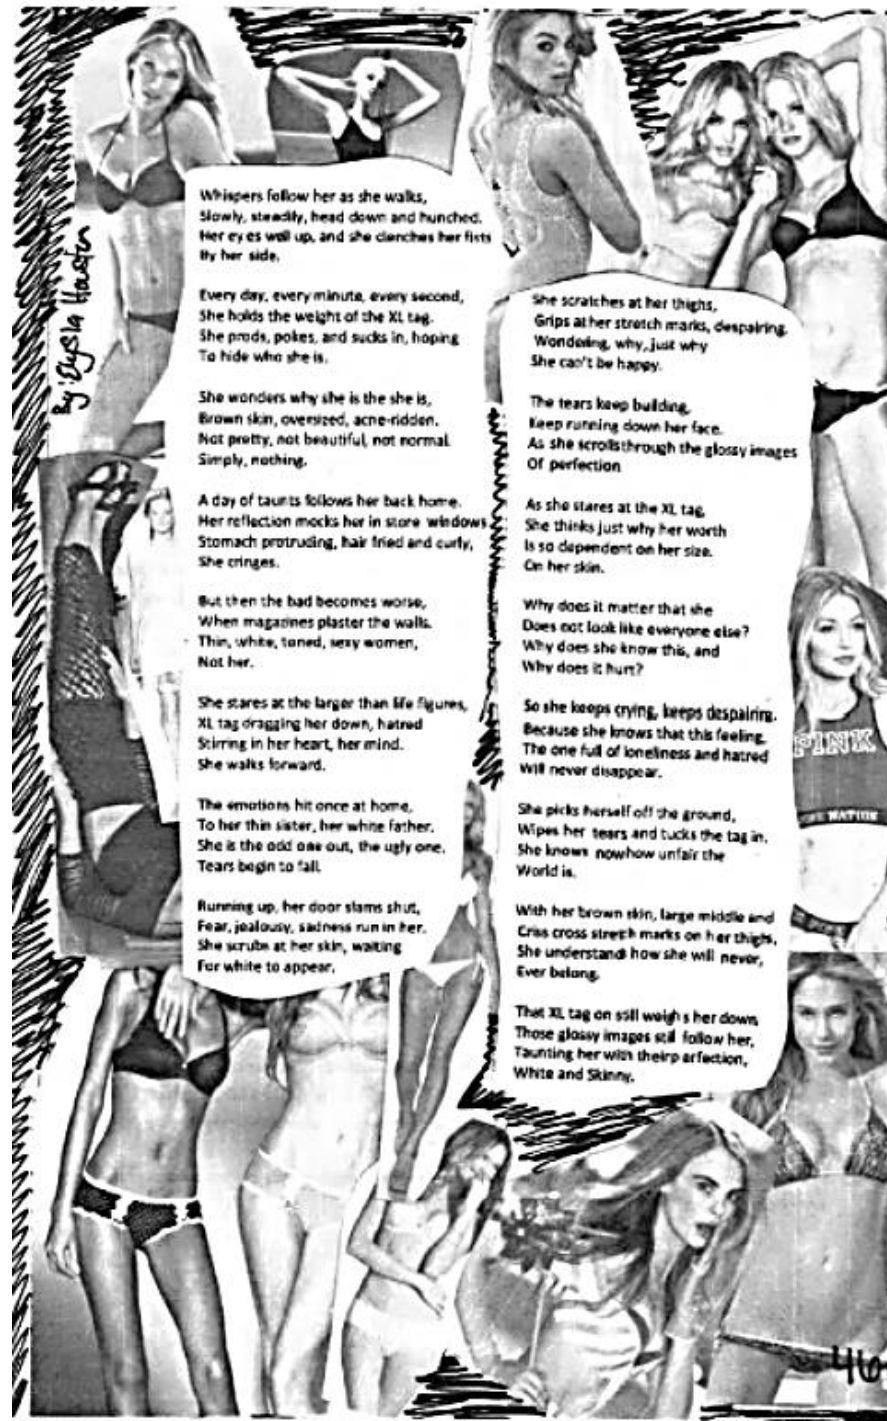 By: Elysia
Whispers follow her as she walks,
Slowly, steadily, head down and hunched.
Her eyes well up, and she clenches her fists
By her side.
Every day, every minute, every second,
She holds the weight of the XL tag.
She prods, pokes, and sucks in, hoping
To hide who she is.
She wonders why she is the she is,
Brown skin, oversized, acne-ridden.
Not pretty, not beautiful, not normal.
Simply, nothing.
A day of taunts follows her back home.
Her reflection mocks her in store windows
Stomach protruding, hair fried and curly,
She cringes.
But then the bad becomes worse,
When magazines plaster the walls.
Thin, white, toned, sexy women,
Not her.
She stares at the larger than life figures,
XL tag dragging her down, hatred
Stirring in her heart, her mind.
She walks forward.
The emotions hit once at home,
To her thin sister, her white father.
She is the odd one out, the ugly one.
Tears begin to fall.
Running up, her door slams shut,
Fear, jealousy, sadness run in her.
She scrubs at her skin, waiting
For white to appear.
She scratches at her thighs,
Grips at her stretch marks, despairing.
Wondering, why, just why
She can't be happy.
The tears keep building,
Keep running down her face.
As she scrolls through the glossy images
Of perfection
As she stares at the XL tag,
She thinks just why her worth
Is so dependent on her size.
On her skin.
Why does it matter that she
Does not look like everyone else?
Why does she know this, and
Why does it hurt?
So she keeps crying, keeps despairing.
Because she knows that this feeling,
The one full of loneliness and hatred
Will never disappear.
She picks herself off the ground,
Wipes her tears and tucks the tag in.
She knows nowhow unfair the
World is.
With her brown skin, large middle and
Criss cross stretch marks on her thighs,
She understands how she will never,
Ever belong.
That XL tag on still weighs her down
Those glossy images still follow her,
Taunting her with theirperfection,
White and Skinny.
PINK
NATION
46